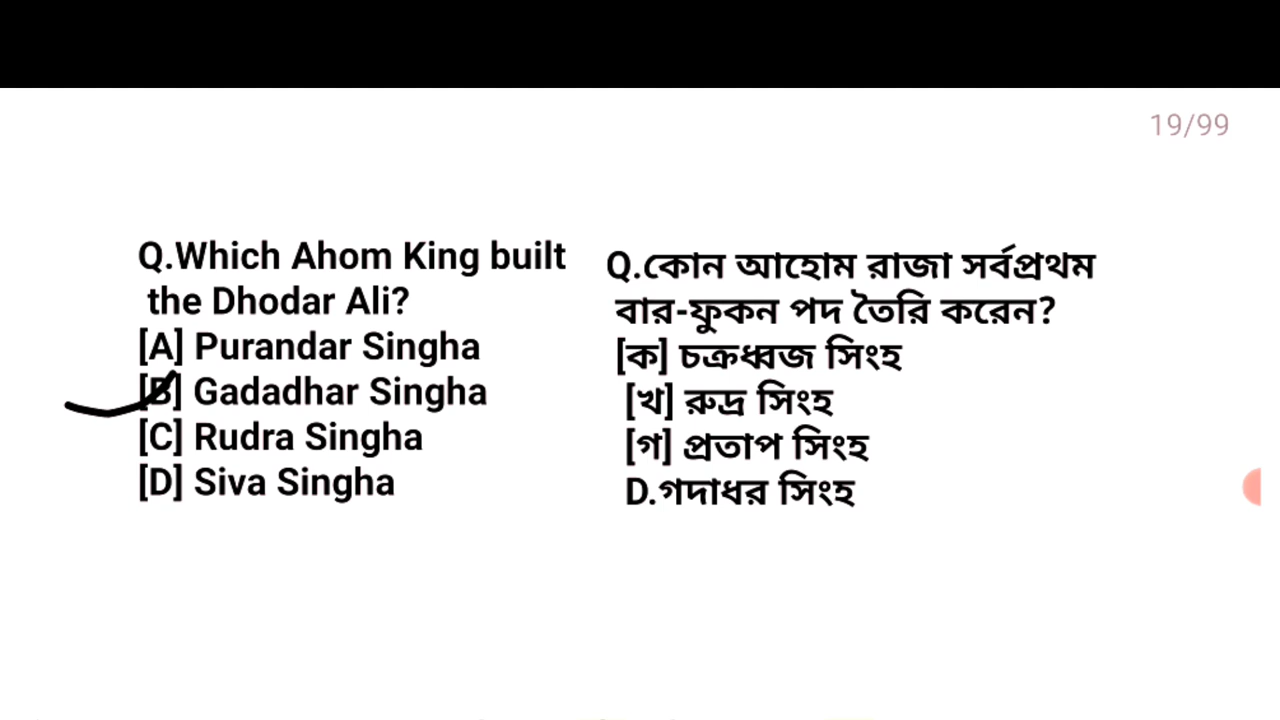 19/99
Q.Which Ahom King built
the Dhodar Ali?
[A] Purandar Singha
[B] Gadadhar Singha
[C] Rudra Singha
[D] Siva Singha
Q.কোন আহোম রাজা সর্বপ্রথম
বার-ফুকন পদ তৈরি করেন?
[ক] চক্রধ্বজ সিংহ
[খ] রুদ্র সিংহ
[গ] প্রতাপ সিংহ
D.গদাধর সিংহ